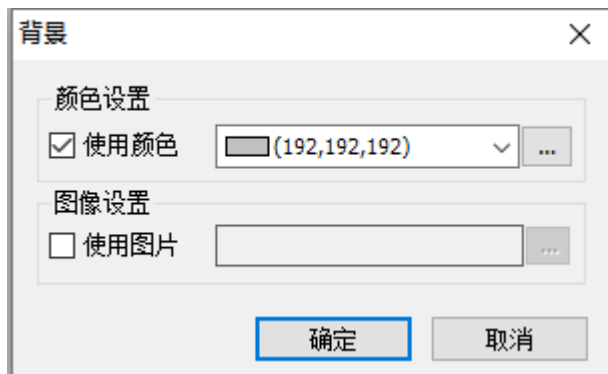 背景
颜色设置
使用颜色 (192,192,192) ...
图像设置
使用图片 ...
确定 取消